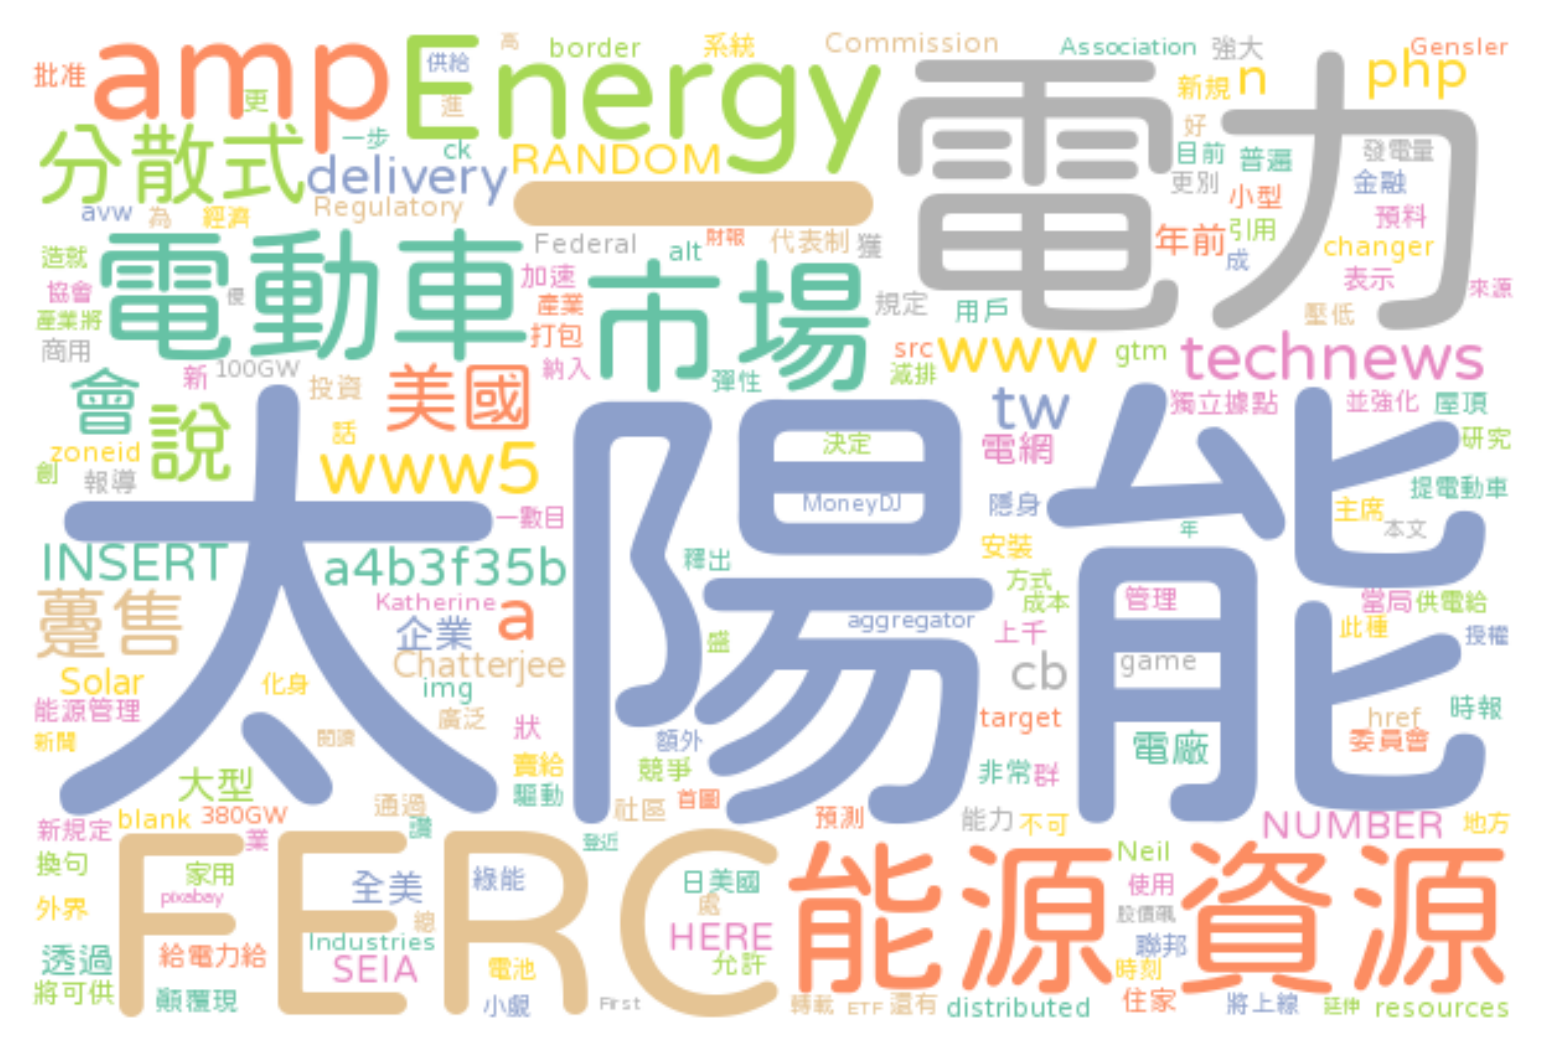 批准
amp
更
Energy
供給
進
高
border
系統
Commission
Association
強大
Gensler
新規
n
php
電力
分散式
一步
ck
delivery
RANDOM
Regulatory
avw
為
經濟
好
目前
普遍
發電量
更別
小型
金融
預料
年前
引用
成
changer
表示
來源
壓低
造就
協會
產業將
商用
電動車
優
新
100GW
Federal
alt
財報
代表制
獲
加速
產業
打包
納入
市場
彈性
規定
用戶
src
減排
www
gtm
technews
會
說
美國
投資
話
www5
zoneid
創
報導
太陽能
決定
MoneyDJ
tw
電網
隱身
獨立據點
並強化
屋頂
研究
提電動車
主席
本文
年
一數目
INSERT
a4b3f35b
釋出
安裝
方式
成本
管理
當局
供電給
躉售
Katherine
企業
a
Chatterjee
img
盛
aggregator
上千
cb
game
此種
授權
Solar
化身
能源管理
新聞
閱讀
廣泛
狀
額外
target
href
時報
委員會
電廠
大型
賣給
驅動
競爭
非常
群
新規定
blank
380GW
業
通過
讚
社區
首圖
預測
能力
不可
NUMBER
地方
登近
FERC
換句
家用
pixabay
外界
全美
綠能
總
日美國
處
能源資源
Neil
使用
股價飆
聯邦
時刻
透過
給電力給
Industries
SEIA
電池
HERE
允許
將可供
顛覆現
小覷
First
轉載
ETF
還有
distributed
住家
將上線
延伸
resources